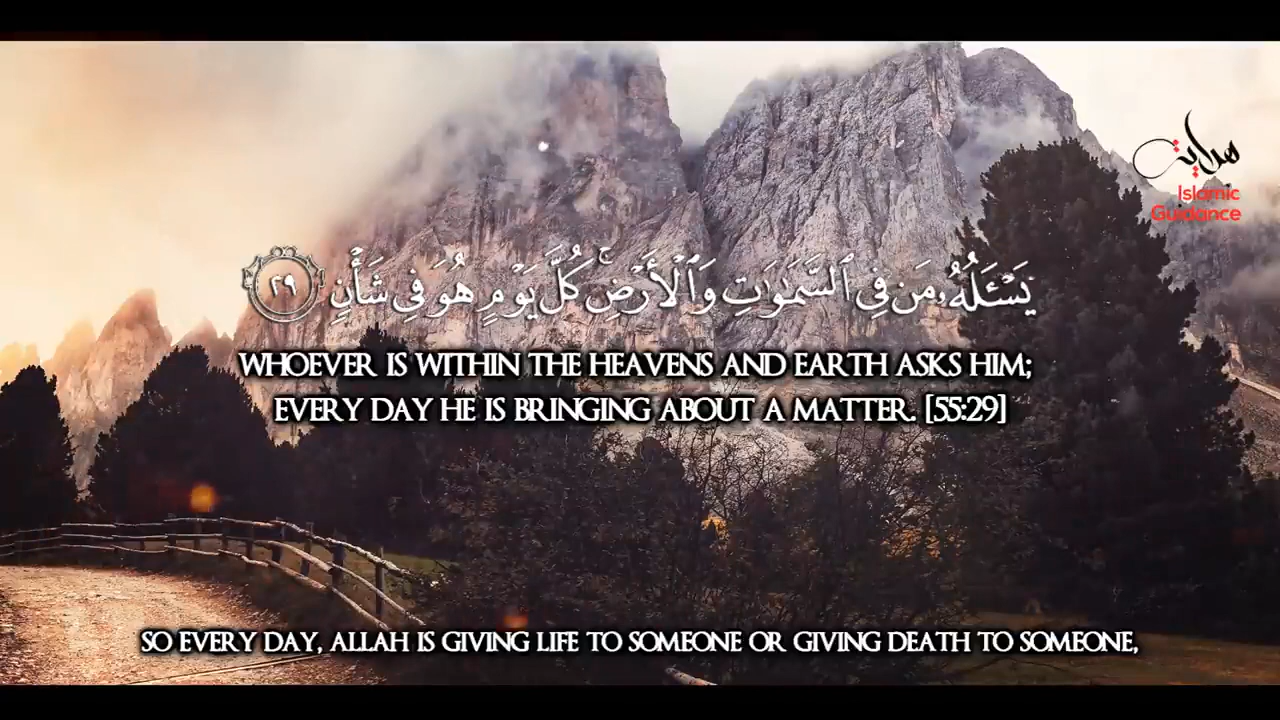 هداية
Islamic
Guidance
يَسْـَٔلُهُۥ مَن فِى ٱلسَّمَـٰوَٰتِ وَٱلْأَرْضِ ۚ كُلَّ يَوْمٍ هُوَ فِى شَأْنٍ ٢٩
WHOEVER IS WITHIN THE HEAVENS AND EARTH ASKS HIM;
EVERY DAY HE IS BRINGING ABOUT A MATTER. [55:29]
SO EVERY DAY, ALLAH IS GIVING LIFE TO SOMEONE OR GIVING DEATH TO SOMEONE,